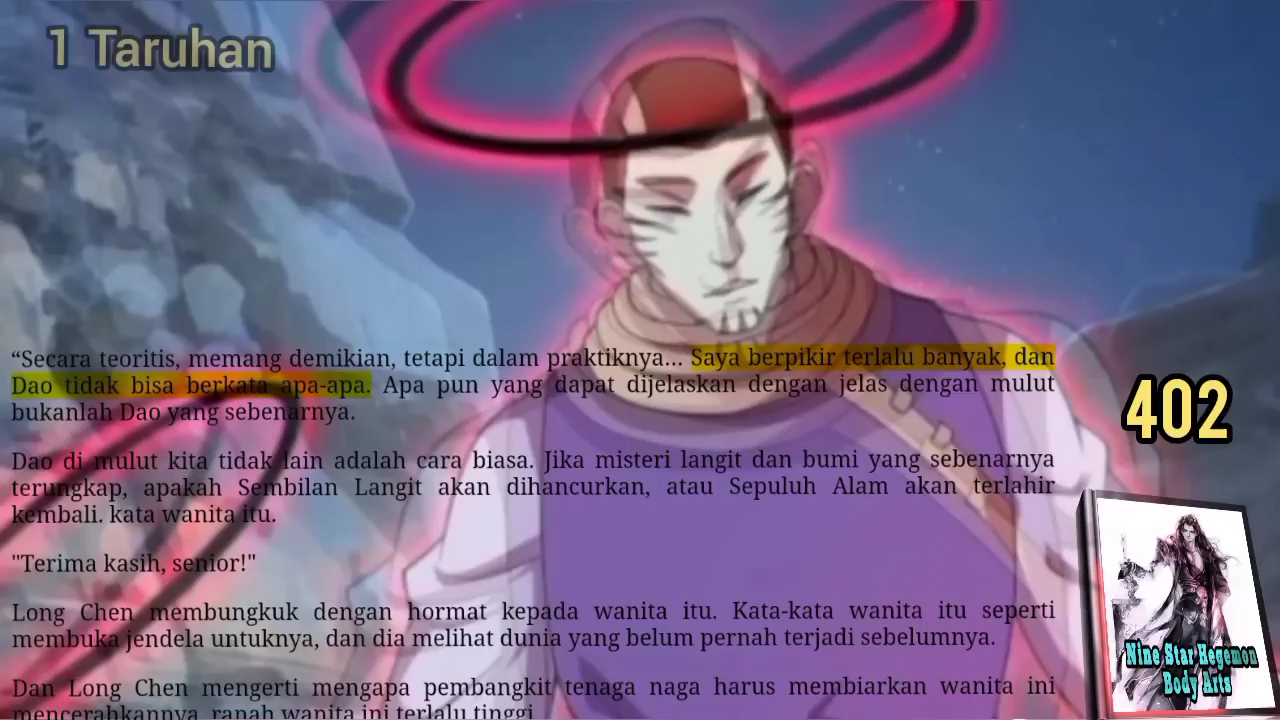 1 Taruhan
“Secara teoritis, memang demikian, tetapi dalam praktiknya... Saya berpikir terlalu banyak, dan
Dao tidak bisa berkata apa-apa. Apa pun yang dapat dijelaskan dengan jelas dengan mulut
bukanlah Dao yang sebenarnya.
Dao di mulut kita tidak lain adalah cara biasa. Jika misteri langit dan bumi yang sebenarnya
terungkap, apakah Sembilan Langit akan dihancurkan, atau Sepuluh Alam akan terlahir
kembali. kata wanita itu.
"Terima kasih, senior!"
Long Chen membungkuk dengan hormat kepada wanita itu. Kata-kata wanita itu seperti
membuka jendela untuknya, dan dia melihat dunia yang belum pernah terjadi sebelumnya.
Dan Long Chen mengerti mengapa pembangkit tenaga naga harus membiarkan wanita ini
mencerahkannya, ranah wanita ini terlalu tinggi
402
Nine Star Hegemon
Body Arts